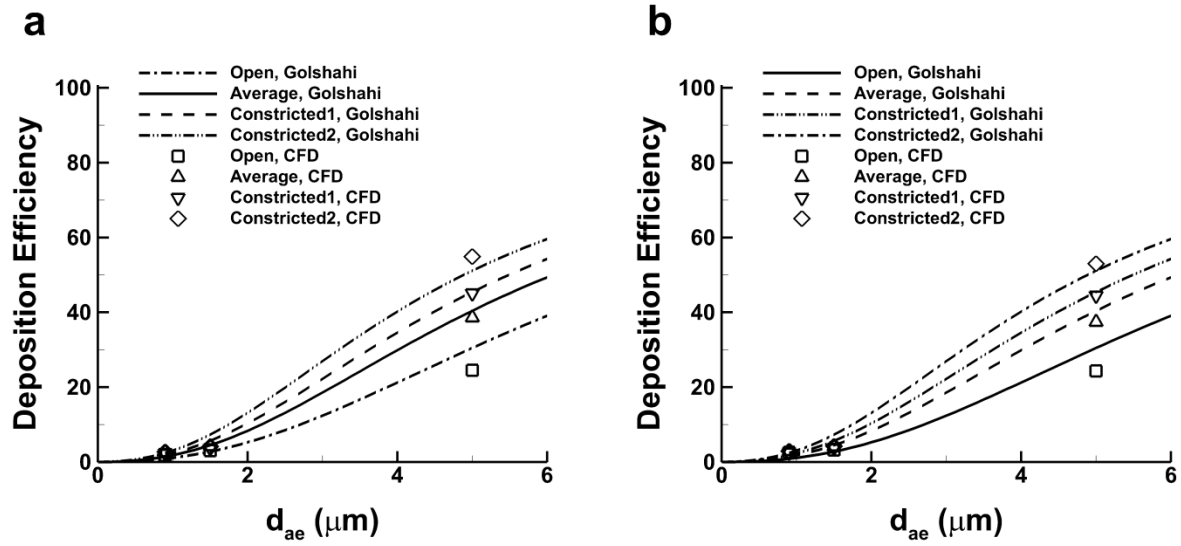 a
Open, Golshahi
Average, Golshahi
Constricted1, Golshahi
Constricted2, Golshahi
Open, CFD
Average, CFD
Constricted1, CFD
Constricted2, CFD
Deposition Efficiency
100
80
60
40
20
0
0 2 4 6
dae (μm)
b
Open, Golshahi
Average, Golshahi
Constricted1, Golshahi
Constricted2, Golshahi
Open, CFD
Average, CFD
Constricted1, CFD
Constricted2, CFD
Deposition Efficiency
100
80
60
40
20
0
0 2 4 6
dae (μm)